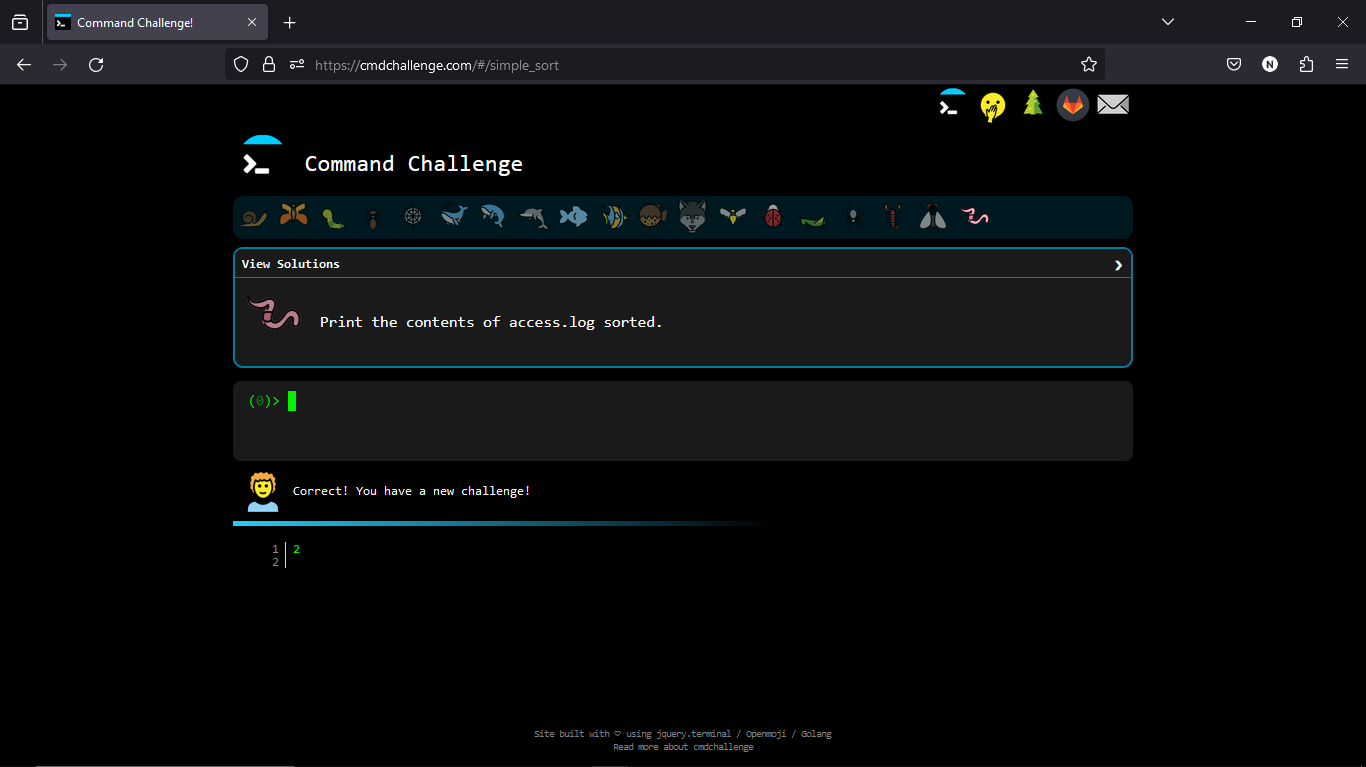 Command Challenge!
https://cmdchallenge.com/#/simple_sort
N
Command Challenge
View Solutions
Print the contents of access.log sorted.
(0)>
Correct! You have a new challenge!
1 2
2
Site built with ♡ using jquery.terminal / Openmoji / Golang
Read more about cmdchallenge